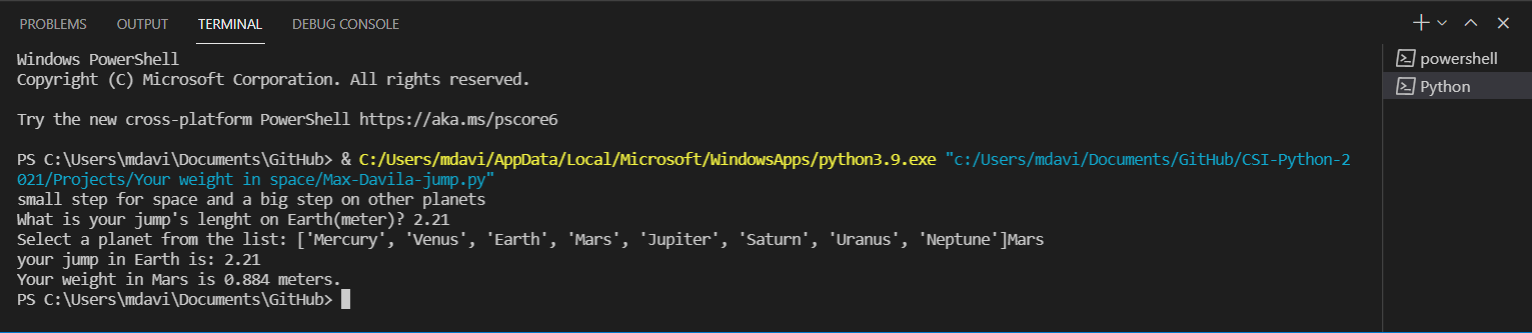 PROBLEMS OUTPUT TERMINAL DEBUG CONSOLE
Windows PowerShell
Copyright (C) Microsoft Corporation. All rights reserved.
Try the new cross-platform PowerShell https://aka.ms/pscore6
PS C:\Users\mdavi\Documents\GitHub> & C:/Users/mdavi/AppData/Local/Microsoft/WindowsApps/python3.9.exe "c:/Users/mdavi/Documents/GitHub/CSI-Python-2
021/Projects/Your weight in space/Max-Davila-jump.py"
small step for space and a big step on other planets
What is your jump's lenght on Earth(meter)? 2.21
Select a planet from the list: ['Mercury', 'Venus', 'Earth', 'Mars', 'Jupiter', 'Saturn', 'Uranus', 'Neptune']Mars
your jump in Earth is: 2.21
Your weight in Mars is 0.884 meters.
PS C:\Users\mdavi\Documents\GitHub>
powershell
Python